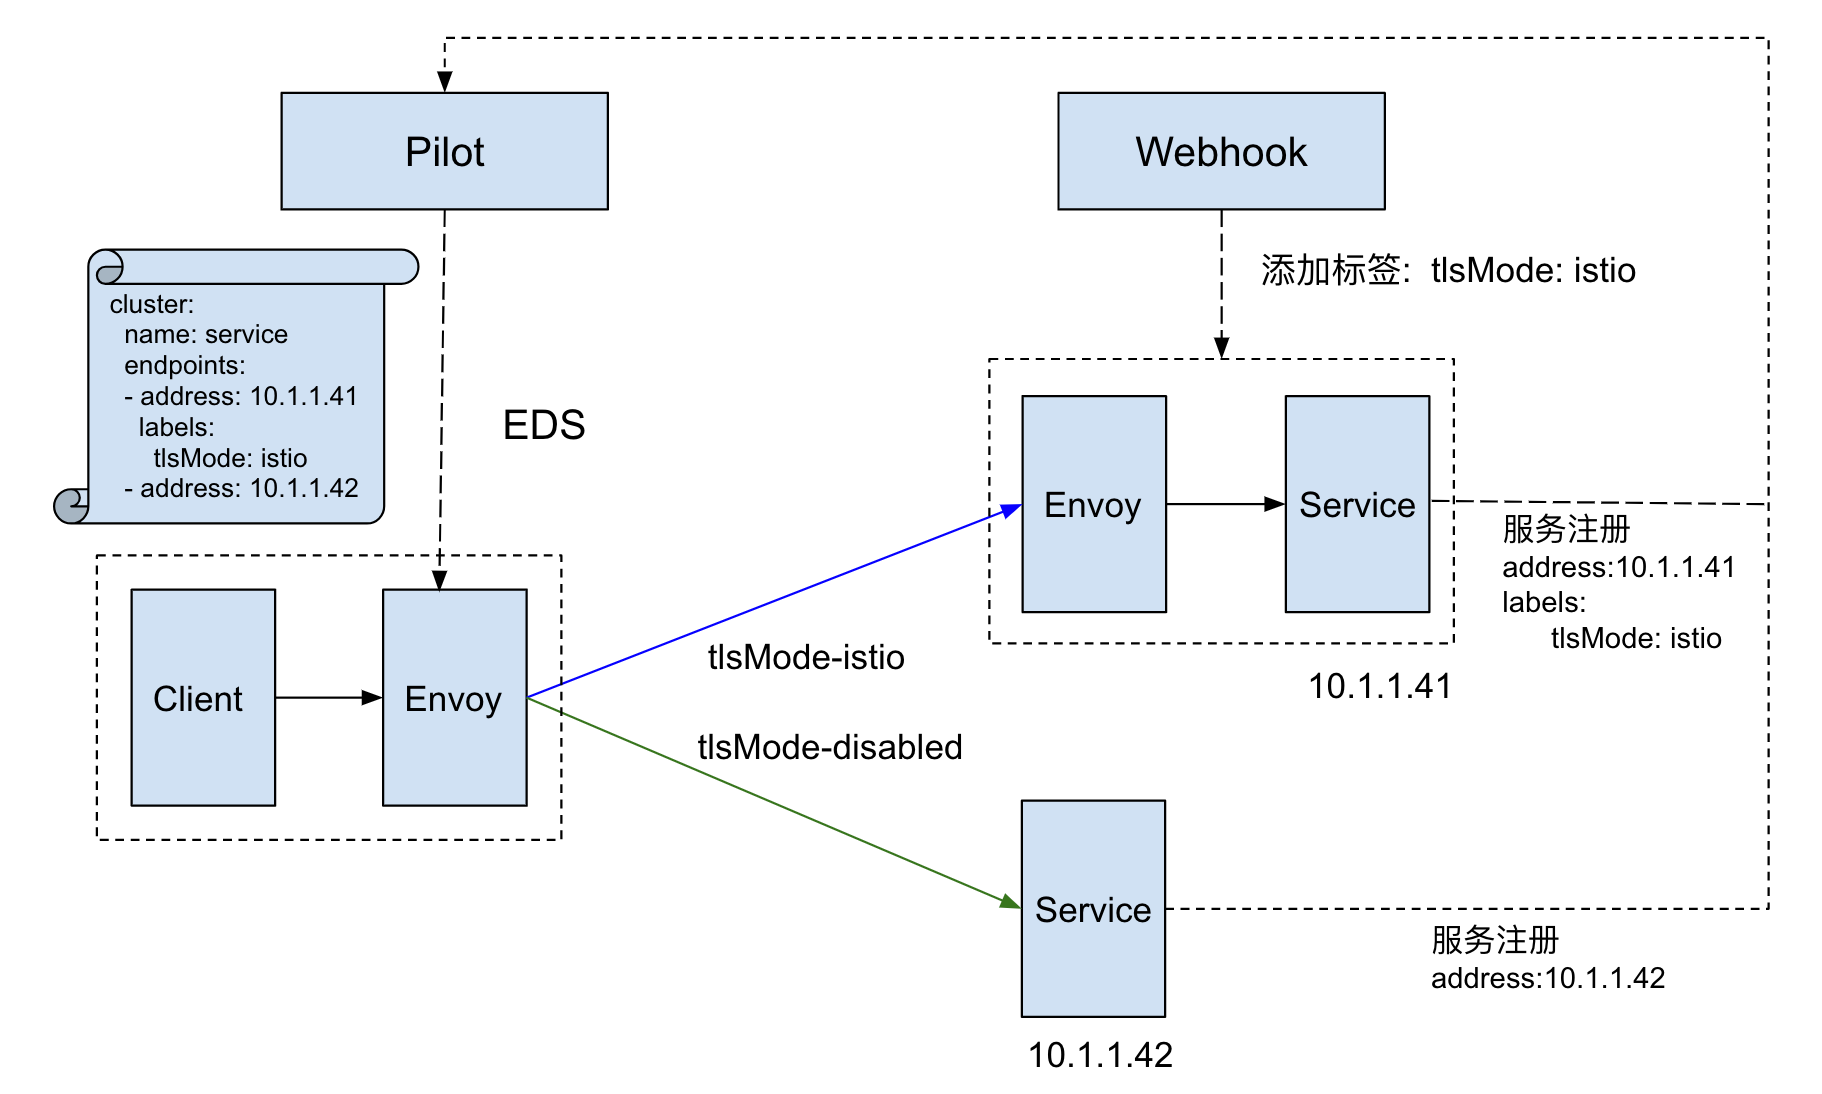 Pilot
Webhook
添加标签: tlsMode: istio
cluster:
name: service
endpoints:
- address: 10.1.1.41
labels:
tlsMode: istio
- address: 10.1.1.42
EDS
Envoy
Service
服务注册
address:10.1.1.41
labels:
tlsMode: istio
10.1.1.41
Client
Envoy
tlsMode-istio
tlsMode-disabled
Service
服务注册
address:10.1.1.42
10.1.1.42